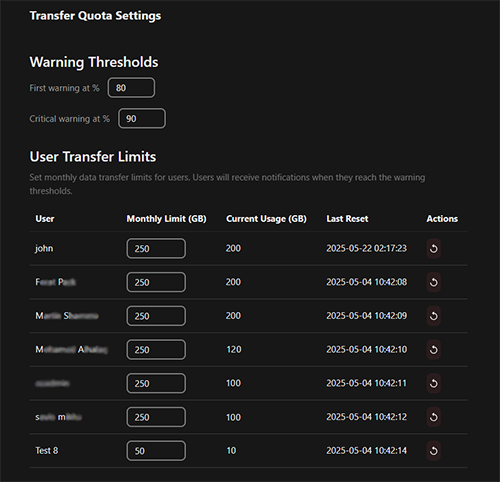 Transfer Quota Settings
Warning Thresholds
First warning at % 80
Critical warning at % 90
User Transfer Limits
Set monthly data transfer limits for users. Users will receive notifications when they reach the warning
thresholds.
User Monthly Limit (GB) Current Usage (GB) Last Reset Actions
john 250 200 2025-05-22 02:17:23
250 200 2025-05-04 10:42:08
250 200 2025-05-04 10:42:09
250 120 2025-05-04 10:42:10
250 100 2025-05-04 10:42:11
250 100 2025-05-04 10:42:12
Test 8 50 10 2025-05-04 10:42:14